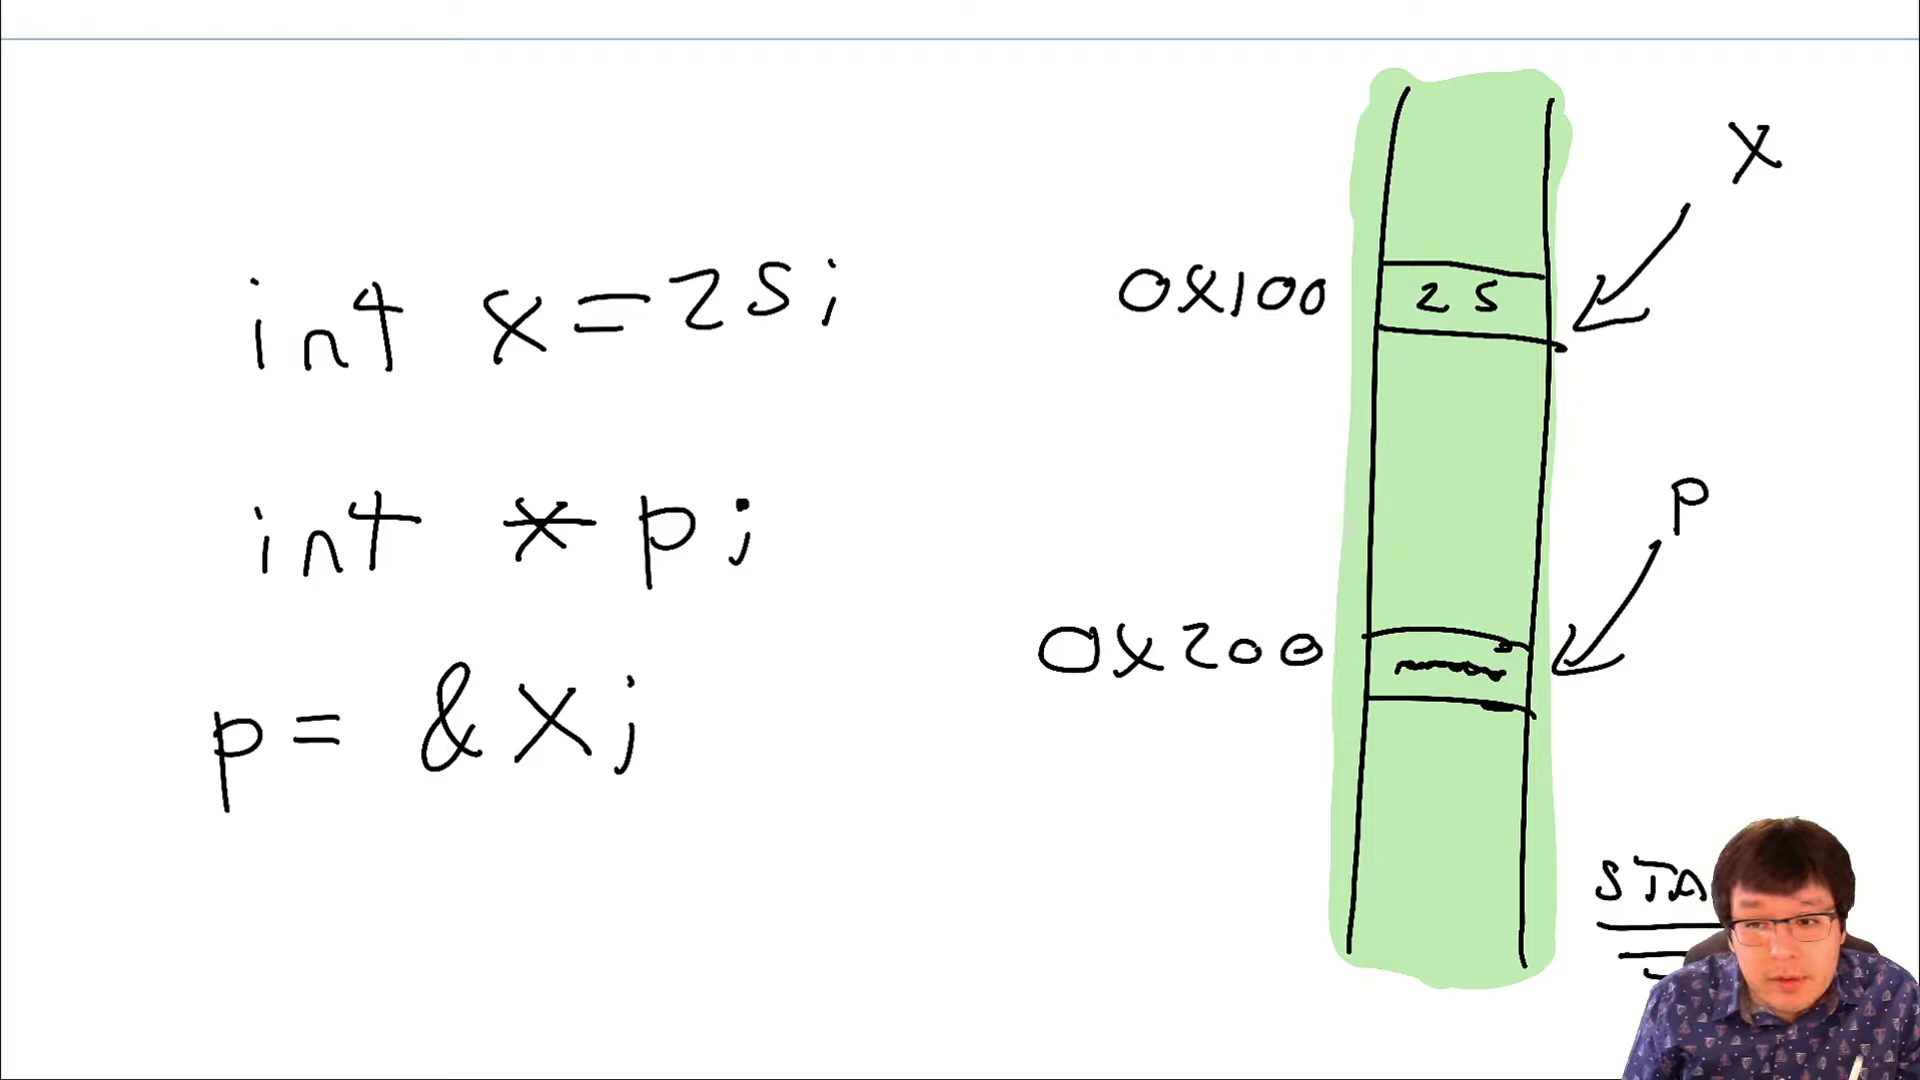 int x=25;
int *p;
p= &x;
X
0x100
25
P
0x200
STA